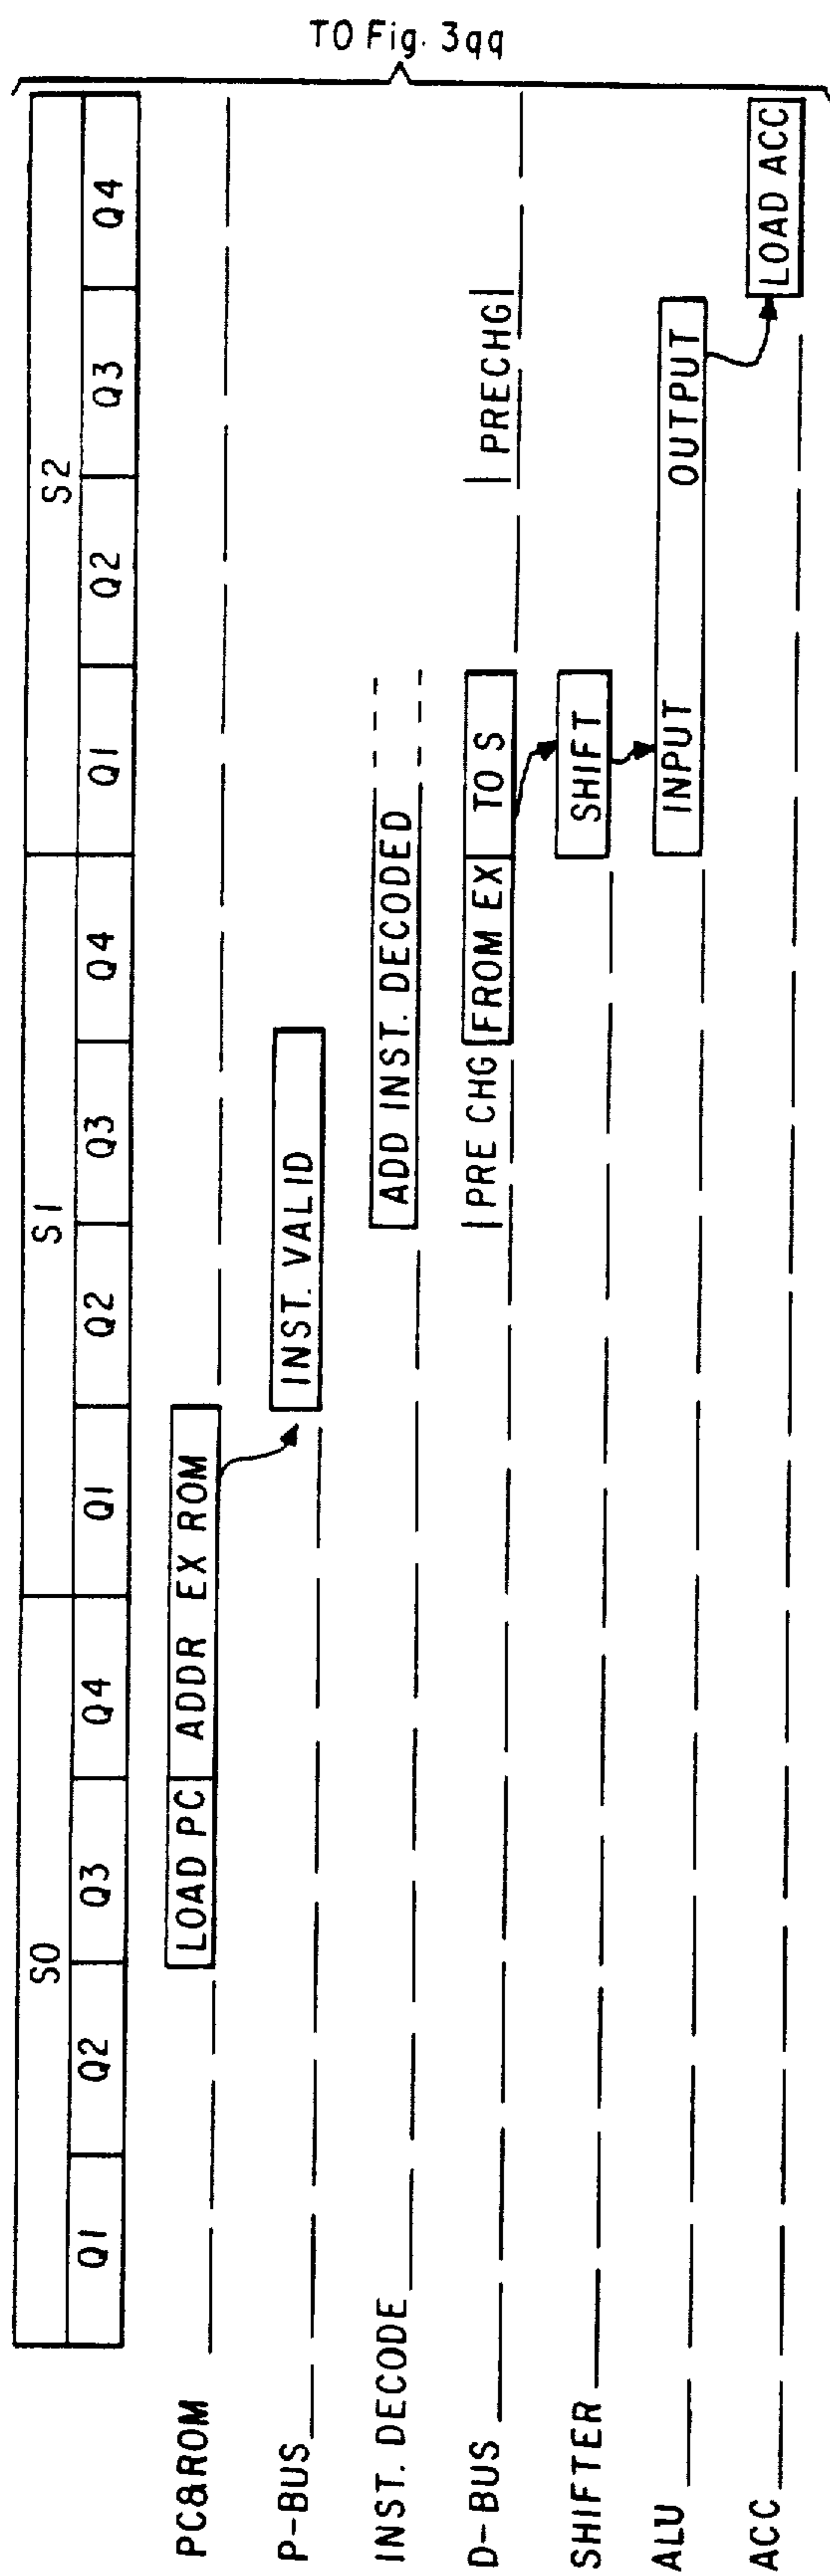 TO Fig. 3qq
S0 S1 S2
Q1 Q2 Q3 Q4 Q1 Q2 Q3 Q4 Q1 Q2 Q3 Q4
PC&ROM LOAD PC ADDR EX ROM
P-BUS INST. VALID
INST. DECODE ADD INST. DECODED
D-BUS PRE CHG FROM EX TO S PRECHG
SHIFTER SHIFT
ALU INPUT OUTPUT
ACC LOAD ACC